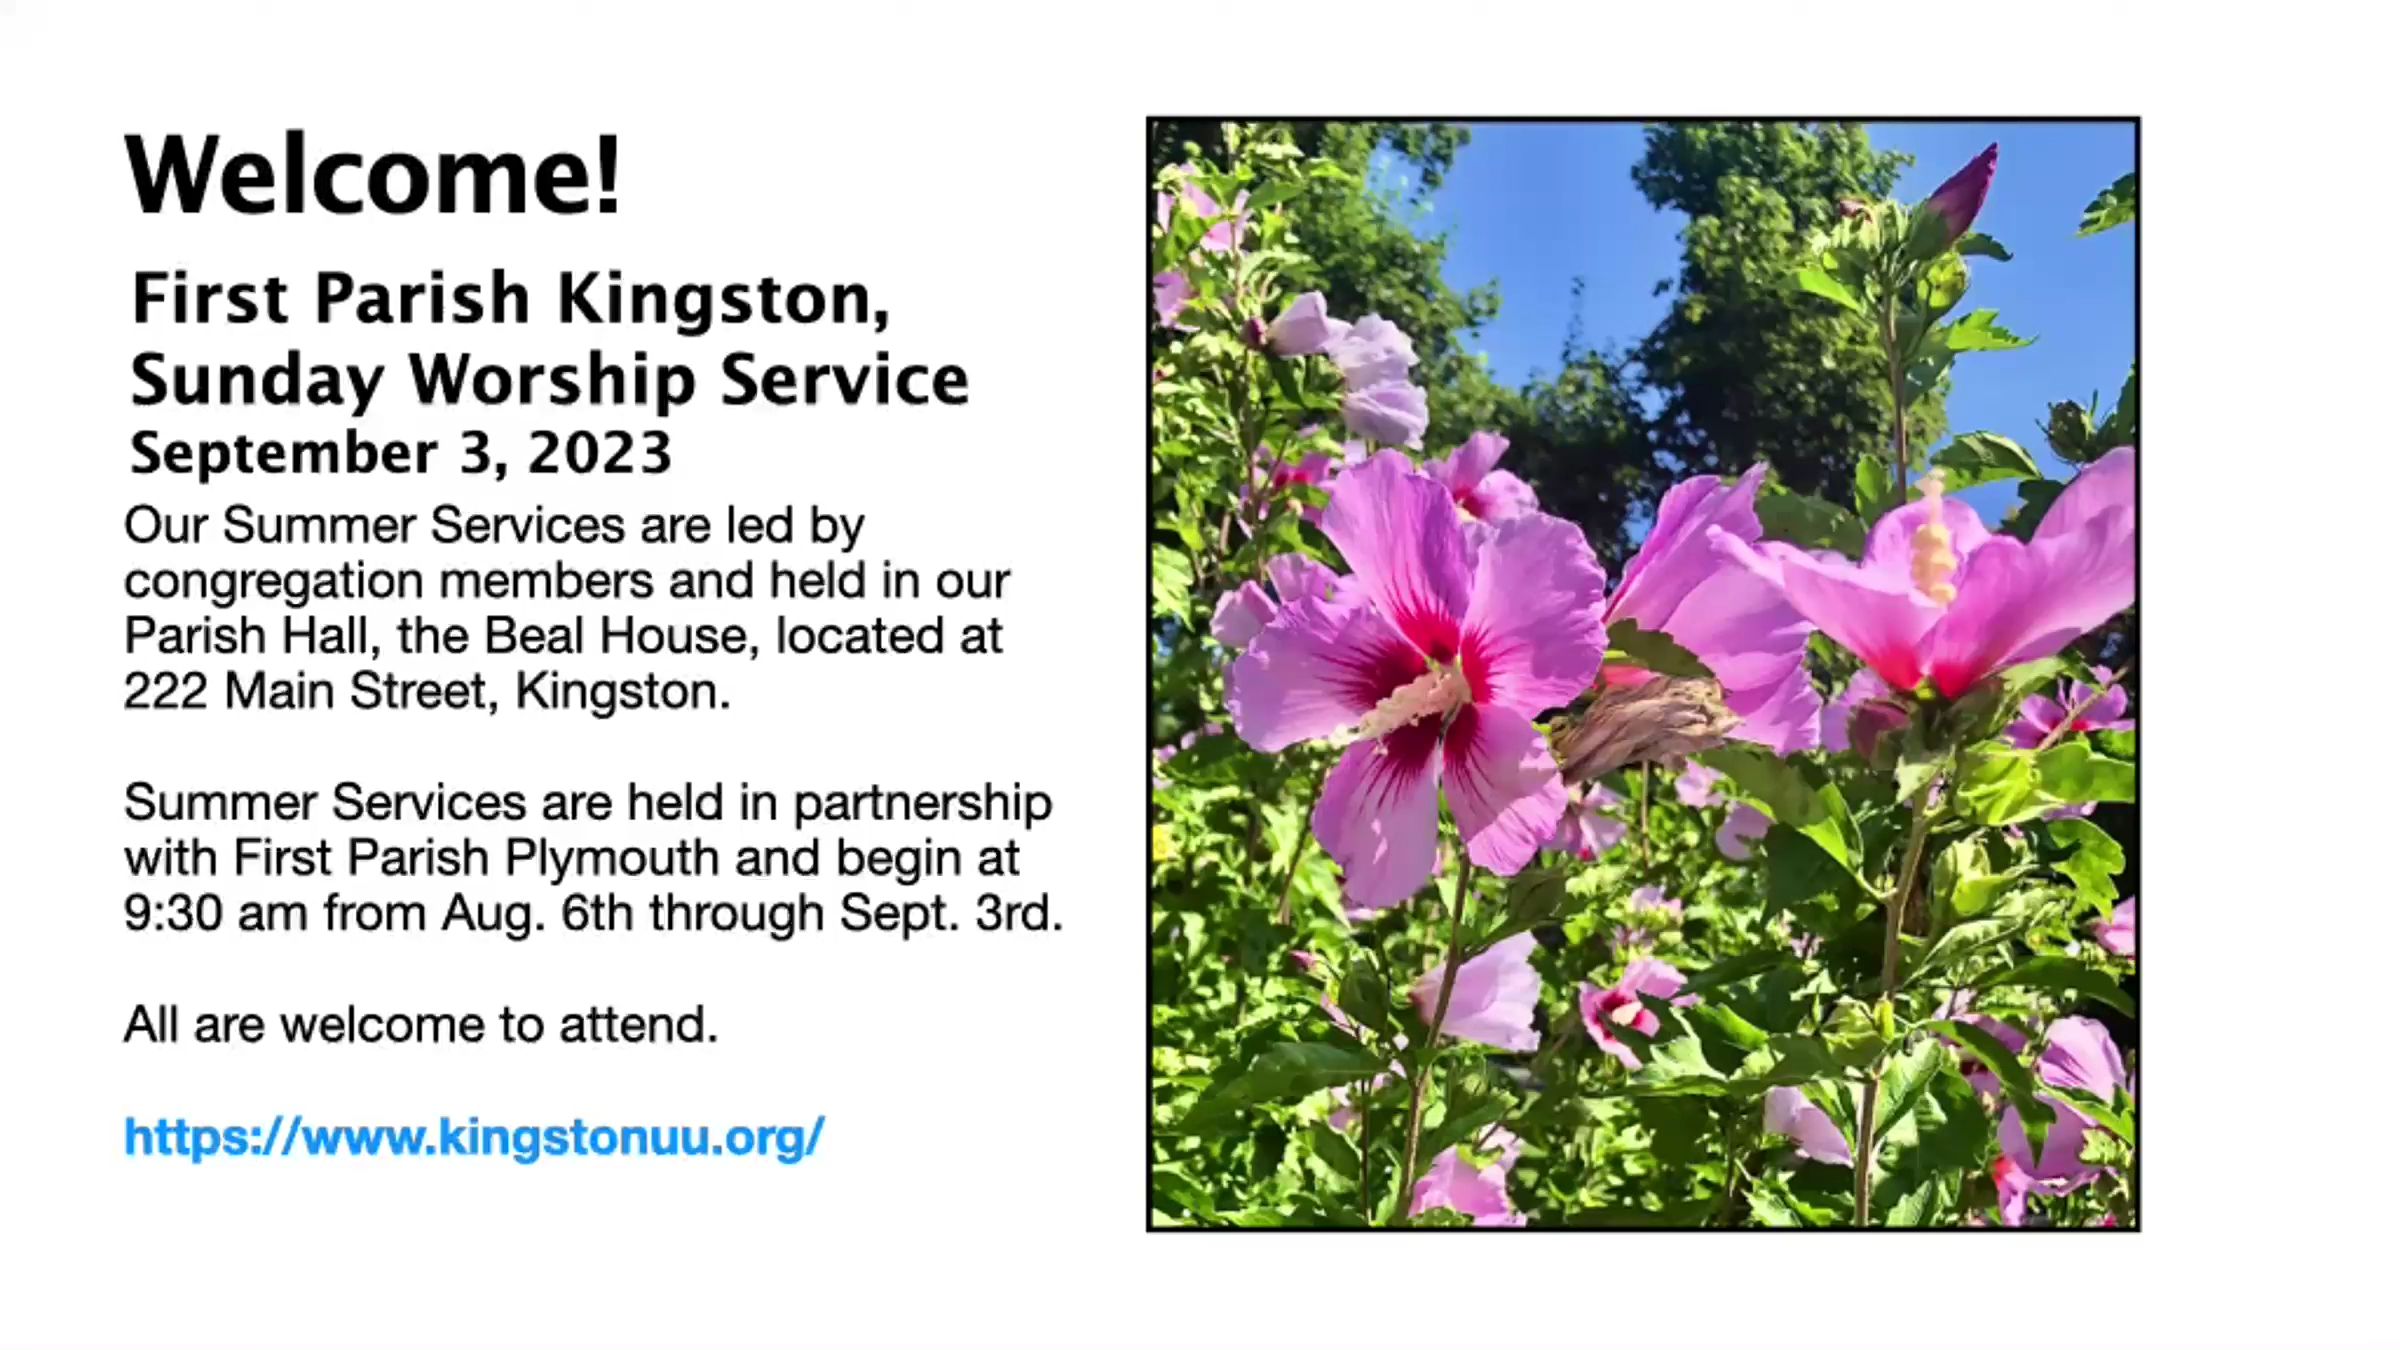 Welcome!
First Parish Kingston,
Sunday Worship Service
September 3, 2023
Our Summer Services are led by
congregation members and held in our
Parish Hall, the Beal House, located at
222 Main Street, Kingston.
Summer Services are held in partnership
with First Parish Plymouth and begin at
9:30 am from Aug. 6th through Sept. 3rd.
All are welcome to attend.
https://www.kingstonuu.org/